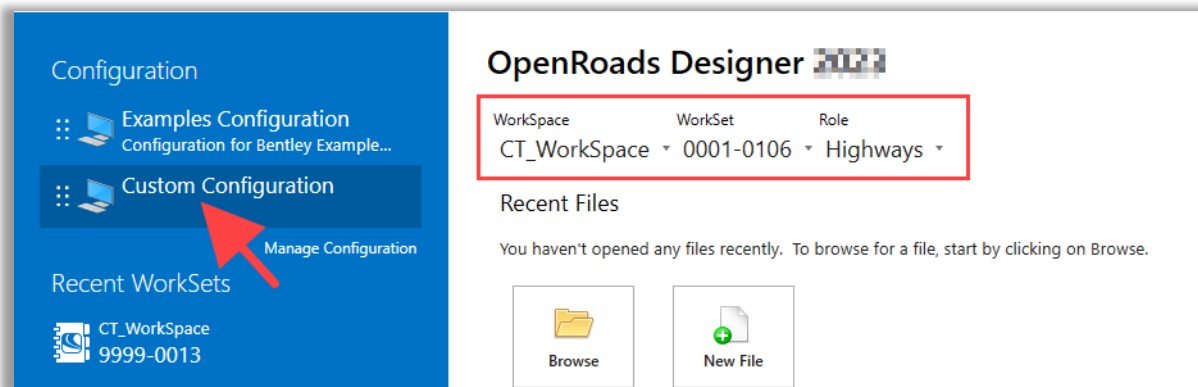 Configuration
Examples Configuration
Configuration for Bentley Example...
Custom Configuration
Manage Configuration
Recent WorkSets
CT_WorkSpace
9999-0013
OpenRoads Designer
WorkSpace WorkSet Role
CT_WorkSpace 0001-0106 Highways
Recent Files
You haven't opened any files recently. To browse for a file, start by clicking on Browse.
Browse New File